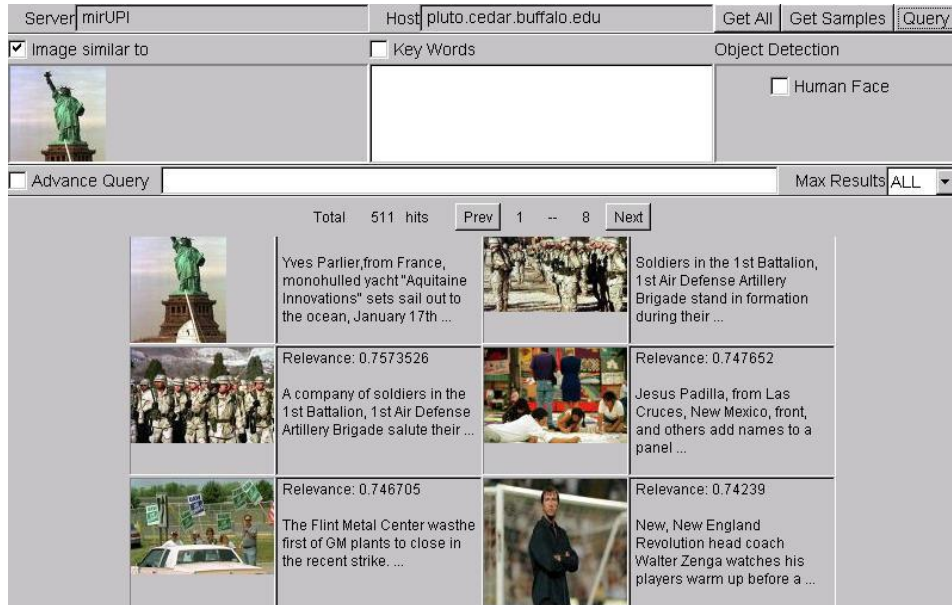 Server mirUPI Host pluto.cedar.buffalo.edu Get All Get Samples Query
Image similar to Key Words Object Detection
Human Face
Advance Query Max Results ALL
Total 511 hits Prev 1 -- 8 Next
Yves Parlier,from France,
monohulled yacht "Aquitaine
Innovations" sets sail out to
the ocean, January 17th ...
Soldiers in the 1st Battalion,
1st Air Defense Artillery
Brigade stand in formation
during their ...
Relevance: 0.7573526
A company of soldiers in the
1st Battalion, 1st Air Defense
Artillery Brigade salute their ...
Relevance: 0.747652
Jesus Padilla, from Las
Cruces, New Mexico, front,
and others add names to a
panel ...
Relevance: 0.746705
The Flint Metal Center wasthe
first of GM plants to close in
the recent strike. ...
Relevance: 0.74239
New, New England
Revolution head coach
Walter Zenga watches his
players warm up before a ...